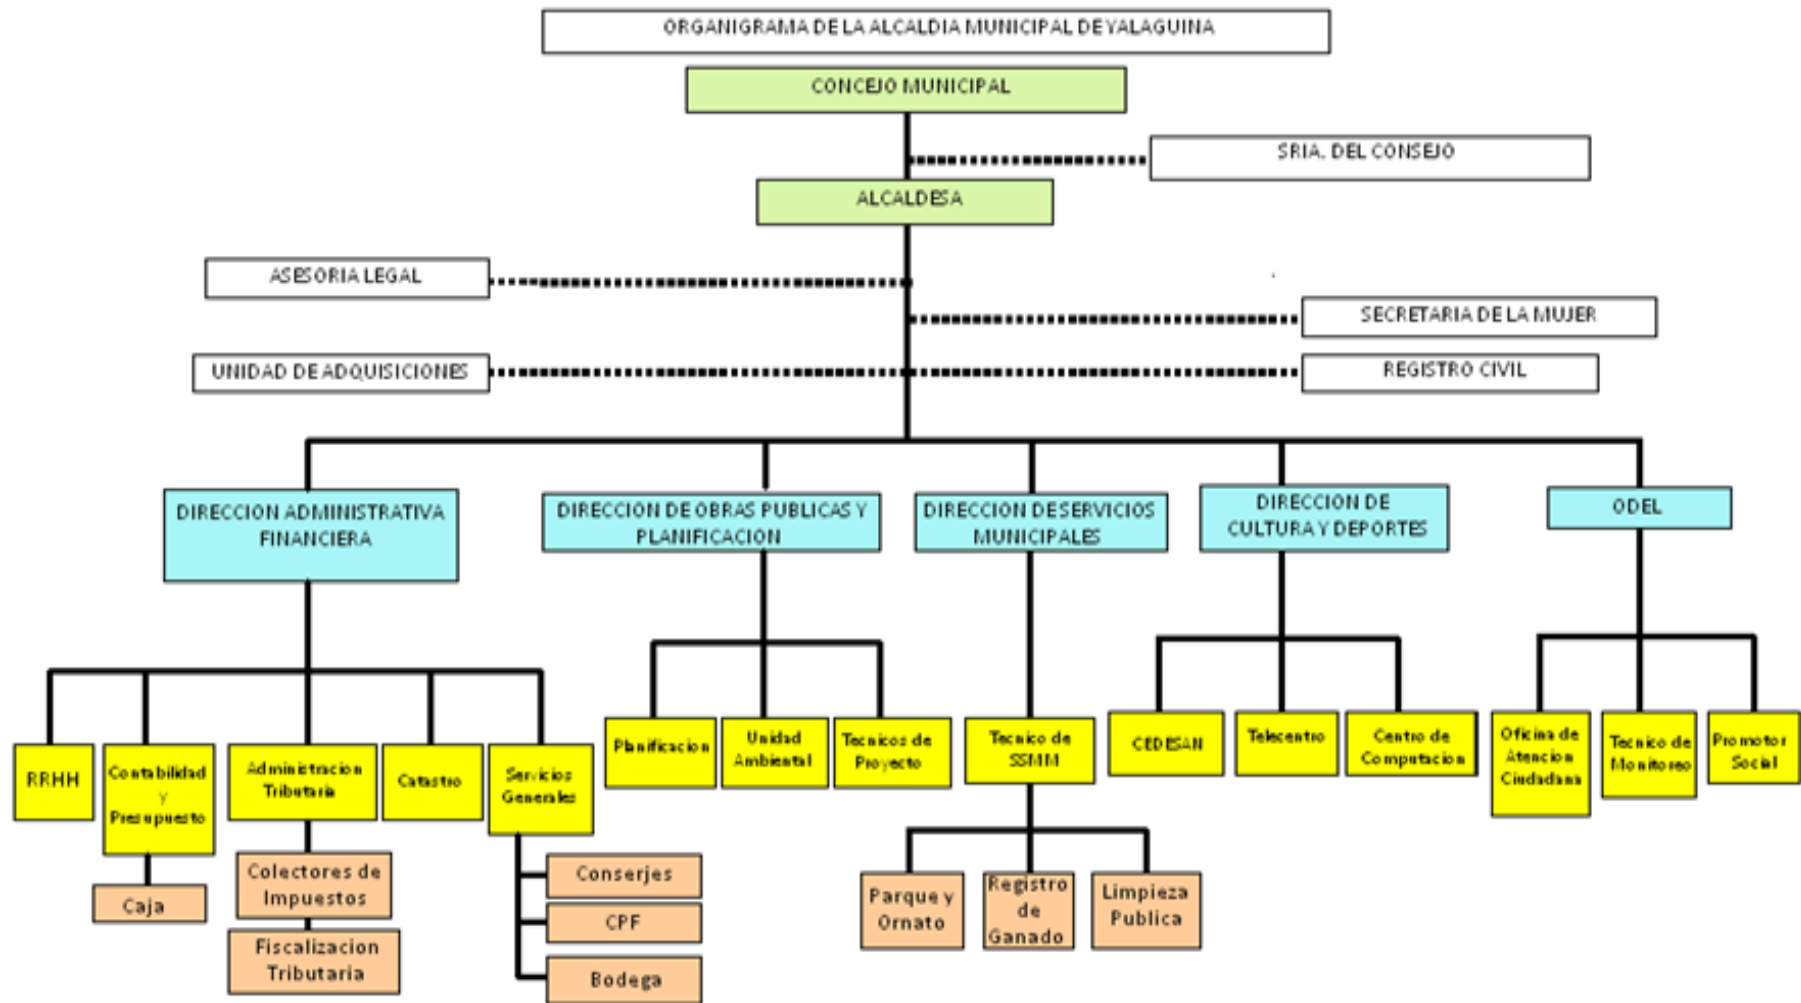 ORGANIGRAMA DE LA ALCALDIA MUNICIPAL DE YALAGUINA
CONCEJO MUNICIPAL
SRIA. DEL CONSEJO
ALCALDESA
ASESORIA LEGAL
SECRETARIA DE LA MUJER
UNIDAD DE ADQUISICIONES
REGISTRO CIVIL
DIRECCION ADMINISTRATIVA
FINANCIERA
DIRECCION DE OBRAS PUBLICAS Y
PLANIFICACION
DIRECCION DE SERVICIOS
MUNICIPALES
DIRECCION DE
CULTURA Y DEPORTES
ODEL
RRHH
Contabilidad
y
Presupuesto
Administracion
Tributaria
Catastro
Servicios
Generales
Planificacion
Unidad
Ambiental
Tecnicos de
Proyecto
Tecnico de
SSMM
CEDESAN
Telecentro
Centro de
Computacion
Oficina de
Atencion
Ciudadana
Tecnico de
Monitoreo
Promotor
Social
Caja
Colectores de
Impuestos
Fiscalizacion
Tributaria
Conserjes
CPF
Bodega
Parque y
Ornato
Registro
de
Ganado
Limpieza
Publica